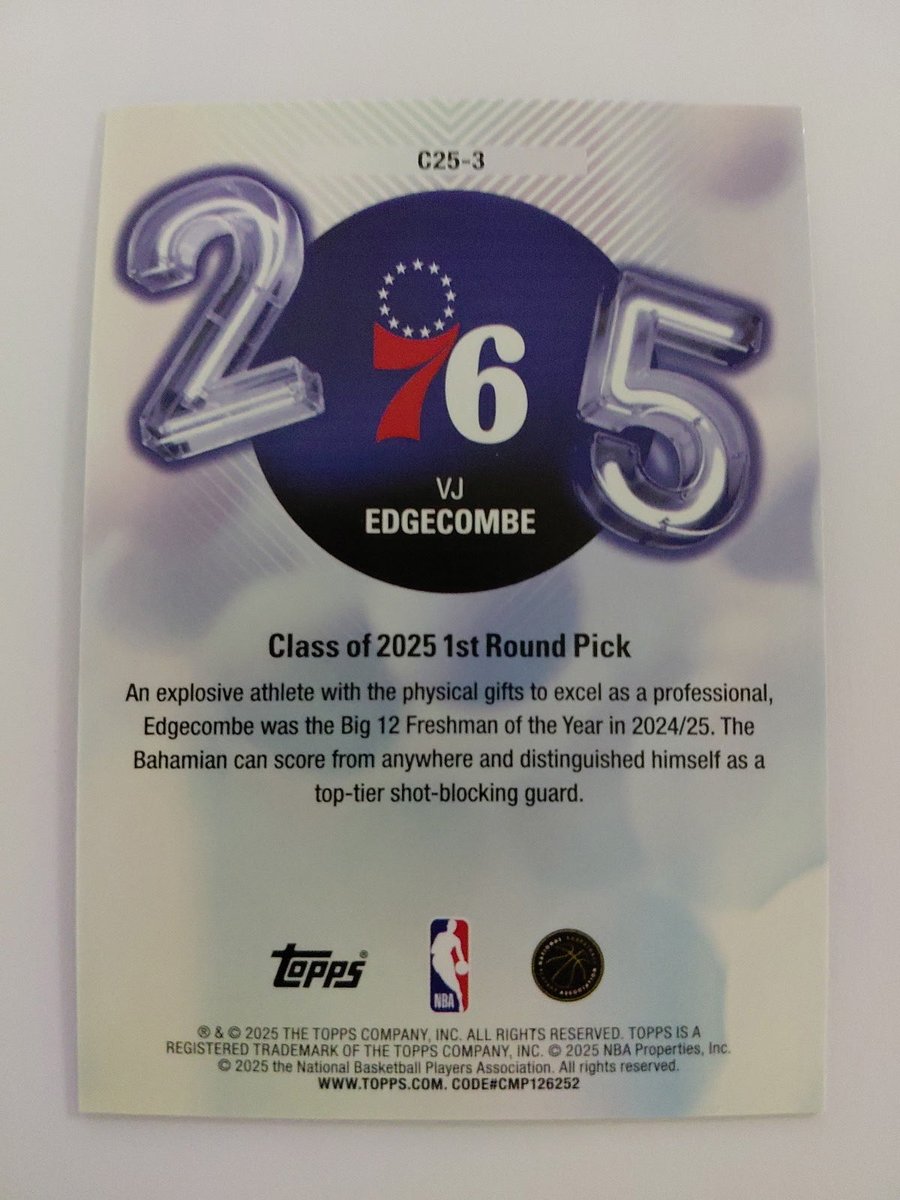 C25-3
2 5
76
VJ
EDGECOMBE
Class of 2025 1st Round Pick
An explosive athlete with the physical gifts to excel as a professional,
Edgecombe was the Big 12 Freshman of the Year in 2024/25. The
Bahamian can score from anywhere and distinguished himself as a
top-tier shot-blocking guard.
topps®
NBA
® & © 2025 THE TOPPS COMPANY, INC. ALL RIGHTS RESERVED. TOPPS IS A
REGISTERED TRADEMARK OF THE TOPPS COMPANY, INC. © 2025 NBA Properties, Inc.
© 2025 the National Basketball Players Association. All rights reserved.
WWW.TOPPS.COM. CODE#CMP126252